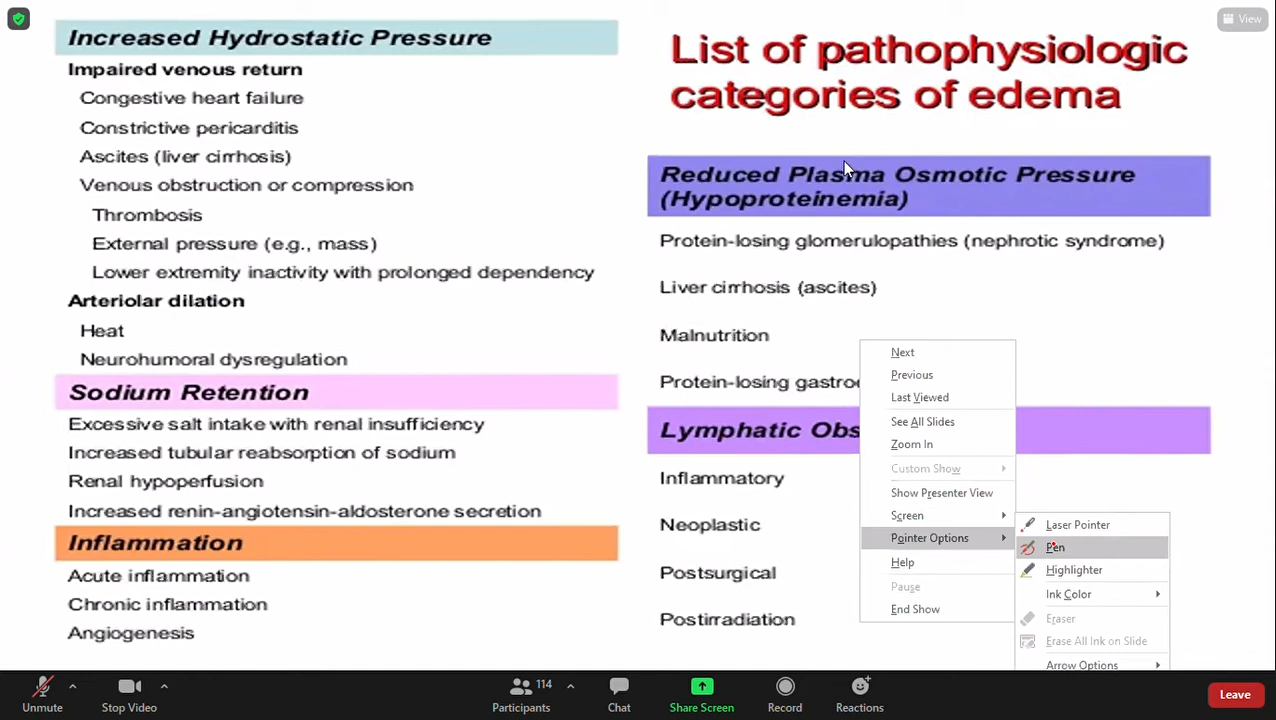 View
Increased Hydrostatic Pressure
Impaired venous return
Congestive heart failure
Constrictive pericarditis
Ascites (liver cirrhosis)
Venous obstruction or compression
Thrombosis
External pressure (e.g., mass)
Lower extremity inactivity with prolonged dependency
Arteriolar dilation
Heat
Neurohumoral dysregulation
Sodium Retention
Excessive salt intake with renal insufficiency
Increased tubular reabsorption of sodium
Renal hypoperfusion
Increased renin-angiotensin-aldosterone secretion
Inflammation
Acute inflammation
Chronic inflammation
Angiogenesis
List of pathophysiologic
categories of edema
Reduced Plasma Osmotic Pressure
(Hypoproteinemia)
Protein-losing glomerulopathies (nephrotic syndrome)
Liver cirrhosis (ascites)
Malnutrition
Protein-losing gastro
Lymphatic Obs
Inflammatory
Neoplastic
Postsurgical
Postirradiation
Next
Previous
Last Viewed
See All Slides
Zoom In
Custom Show
Show Presenter View
Screen
Pointer Options
Help
Pause
End Show
Laser Pointer
Pen
Highlighter
Ink Color
Eraser
Erase All Ink on Slide
Arrow Options
Unmute
Stop Video
114
Participants
Chat
Share Screen
Record
Reactions
Leave